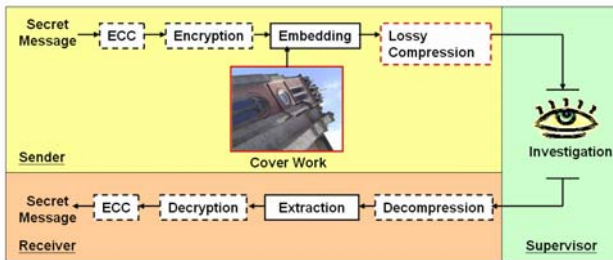 Secret
Message
ECC
Encryption
Embedding
Lossy
Compression
Cover Work
Sender
Investigation
Secret
Message
ECC
Decryption
Extraction
Decompression
Receiver
Supervisor